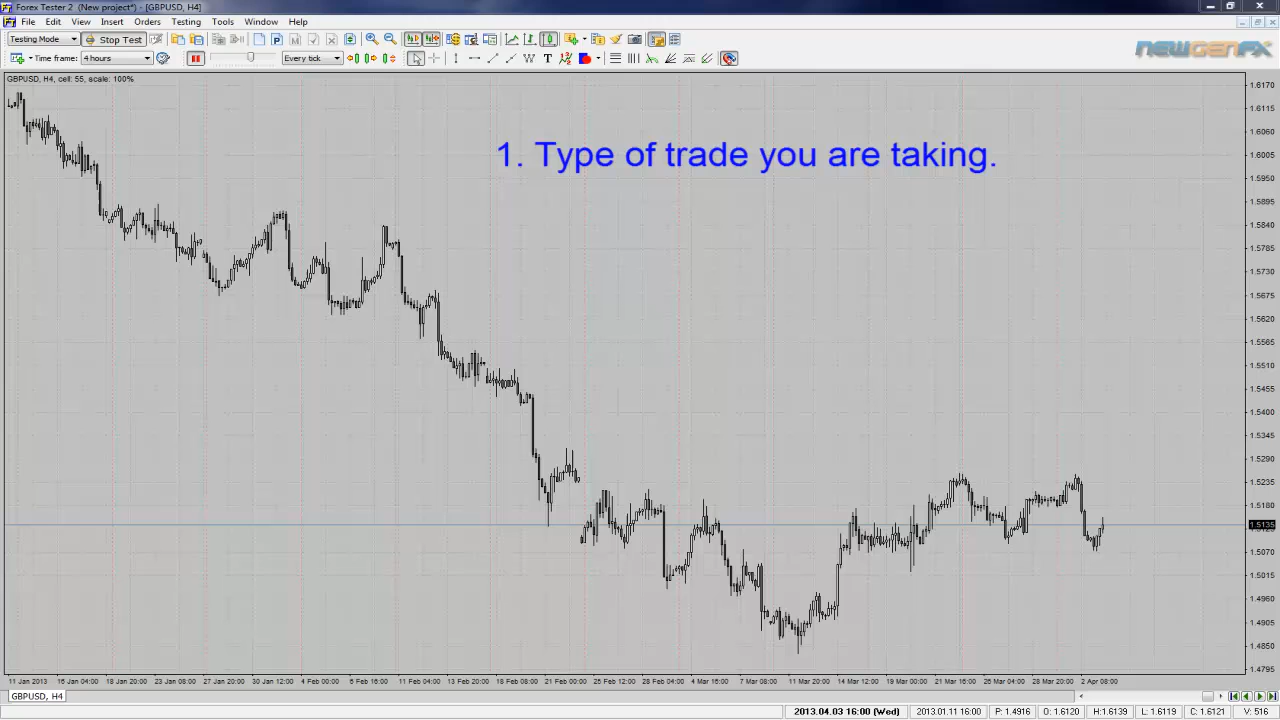 Forex Tester 2 (New project*) - [GBPUSD, H4]
File Edit View Insert Orders Testing Tools Window Help
Testing Mode Stop Test
Time frame: 4 hours Every tick
NEWGENFX
GBPUSD, H4, cell: 55, scale: 100%
1. Type of trade you are taking.
1.6170
1.6115
1.6060
1.6005
1.5950
1.5895
1.5840
1.5785
1.5730
1.5675
1.5620
1.5565
1.5510
1.5455
1.5400
1.5345
1.5290
1.5235
1.5180
1.5135
1.5070
1.5015
1.4960
1.4905
1.4850
1.4795
11 Jan 2013 16 Jan 04:00 18 Jan 20:00 23 Jan 08:00 27 Jan 20:00 30 Jan 12:00 4 Feb 00:00 6 Feb 16:00 11 Feb 04:00 13 Feb 20:00 18 Feb 08:00 21 Feb 00:00 25 Feb 12:00 28 Feb 04:00 4 Mar 16:00 7 Mar 08:00 11 Mar 20:00 14 Mar 12:00 19 Mar 00:00 21 Mar 16:00 26 Mar 04:00 28 Mar 20:00 2 Apr 08:00
GBPUSD, H4
2013.04.03 16:00 (Wed) 2013.01.11 16:00 P: 1.4916 O: 1.6120 H: 1.6139 L: 1.6119 C: 1.6121 V: 516